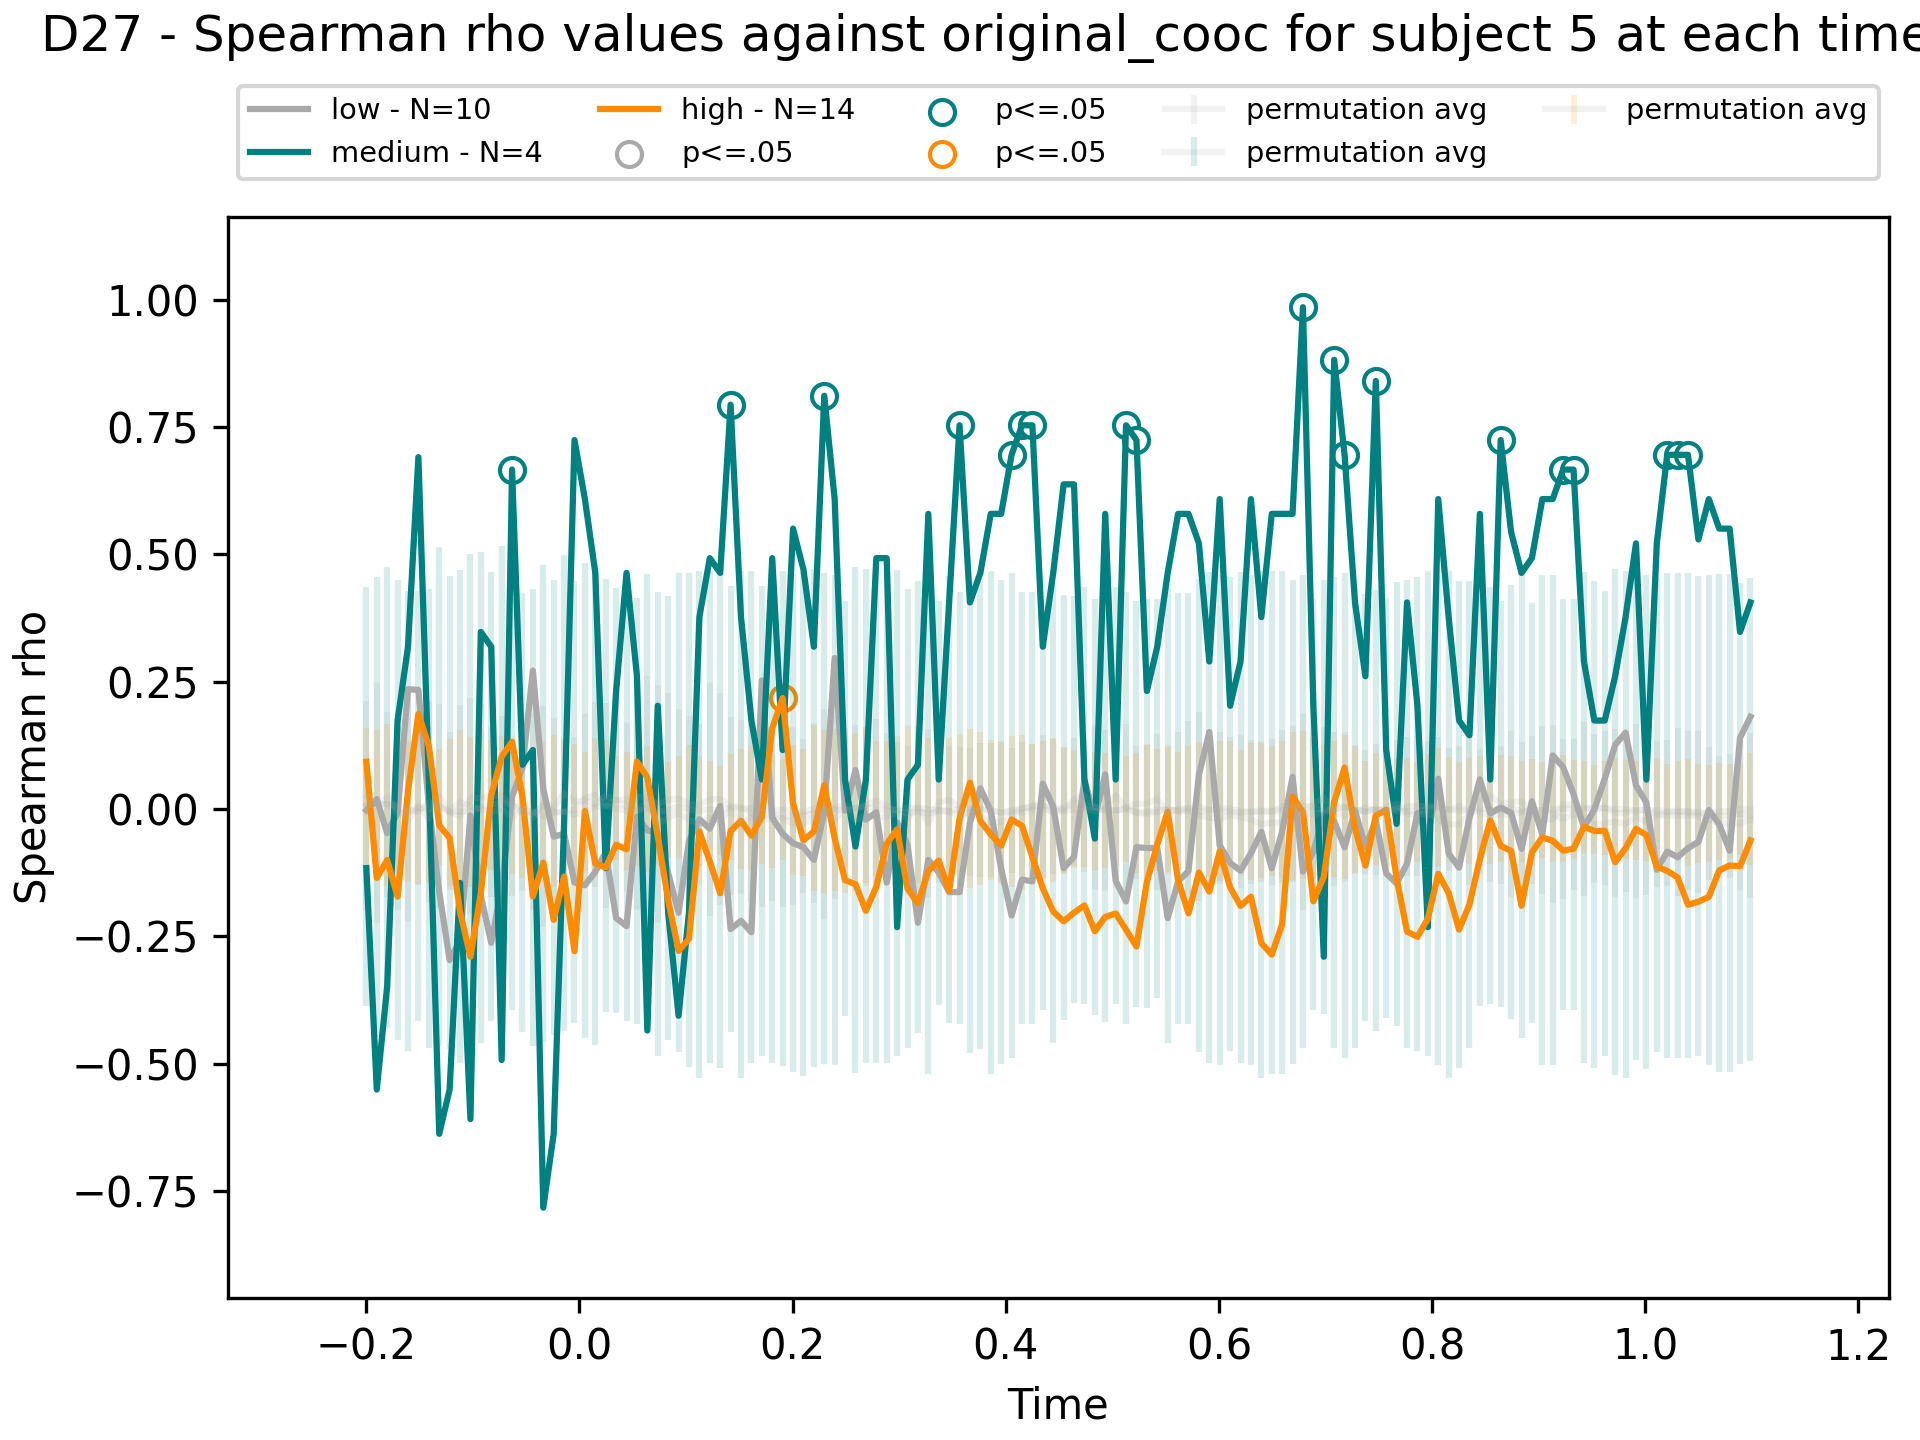 D27 - Spearman rho values against original_cooc for subject 5 at each time
low - N=10
medium - N=4
high - N=14
p<=.05
p<=.05
p<=.05
permutation avg
permutation avg
permutation avg
Spearman rho
1.00
0.75
0.50
0.25
0.00
−0.25
−0.50
−0.75
−0.2
0.0
0.2
0.4
0.6
0.8
1.0
1.2
Time